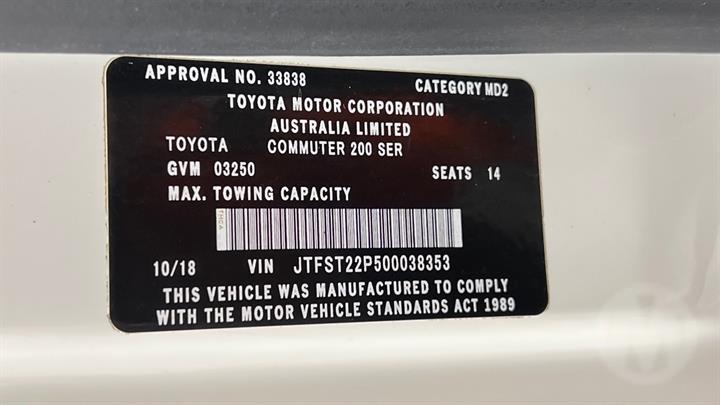 APPROVAL NO. 33838 CATEGORY MD2
TOYOTA MOTOR CORPORATION
AUSTRALIA LIMITED
TOYOTA COMMUTER 200 SER
GVM 03250 SEATS 14
MAX. TOWING CAPACITY
TMCA
10/18 VIN JTFST22P500038353
THIS VEHICLE WAS MANUFACTURED TO COMPLY
WITH THE MOTOR VEHICLE STANDARDS ACT 1989